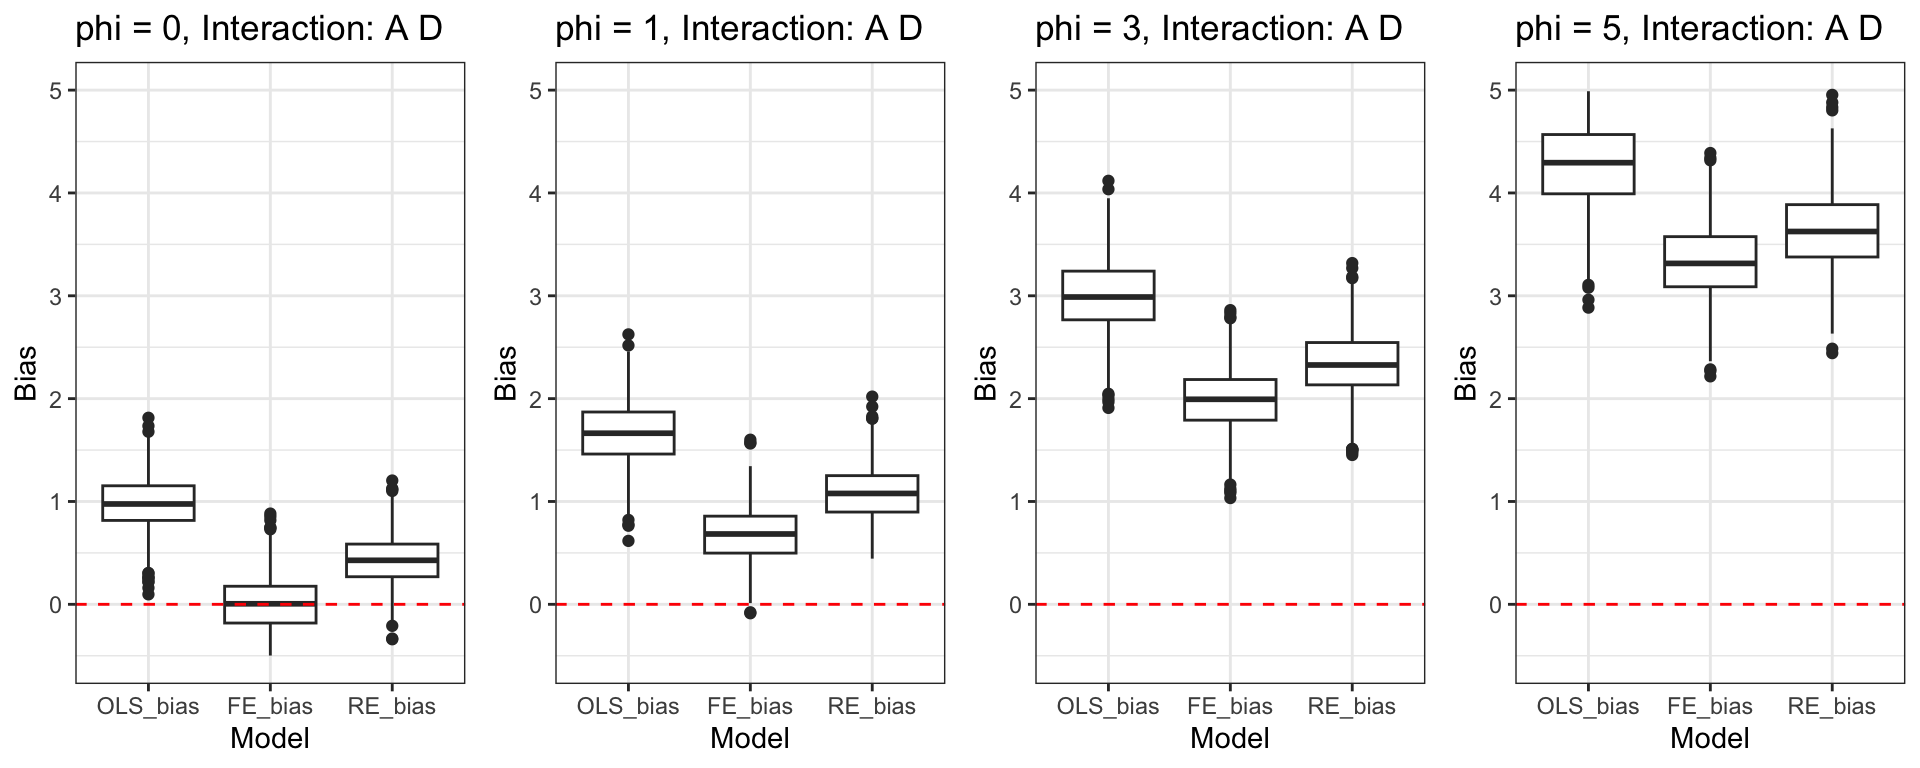 phi = 0, Interaction: A D
5
4
3
2
1
0
Bias
OLS_bias FE_bias RE_bias
Model
phi = 1, Interaction: A D
5
4
3
2
1
0
Bias
OLS_bias FE_bias RE_bias
Model
phi = 3, Interaction: A D
5
4
3
2
1
0
Bias
OLS_bias FE_bias RE_bias
Model
phi = 5, Interaction: A D
5
4
3
2
1
0
Bias
OLS_bias FE_bias RE_bias
Model